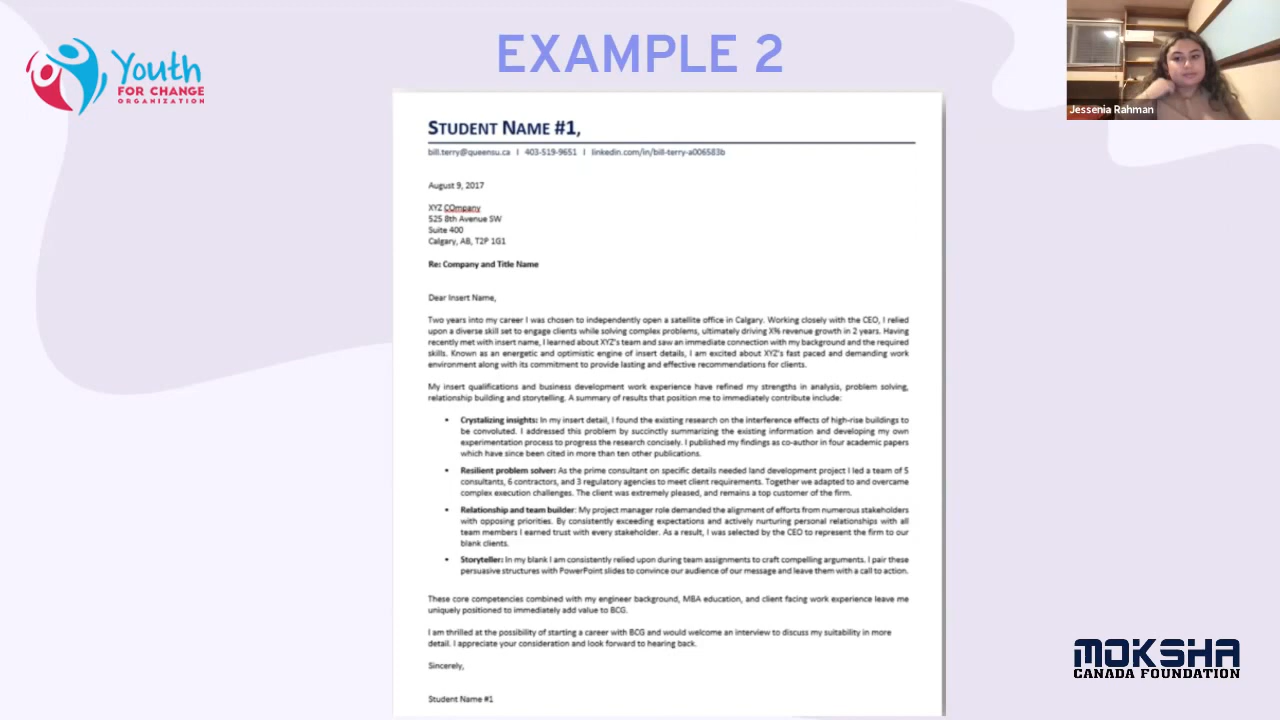 EXAMPLE 2
Youth
FOR CHANGE
ORGANIZATION
Jessenia Rahman
STUDENT NAME #1,
bill.terry@queensu.ca I 403-519-9651 I linkedin.com/in/bill-terry-a006583b
August 9, 2017
XYZ COmpany
525 8th Avenue SW
Suite 400
Calgary, AB, T2P 1G1
Re: Company and Title Name
Dear Insert Name,
Two years into my career I was chosen to independently open a satellite office in Calgary. Working closely with the CEO, I relied
upon a diverse skill set to engage clients while solving complex problems, ultimately driving X% revenue growth in 2 years. Having
recently met with insert name, I learned about XYZ's team and saw an immediate connection with my background and the required
skills. Known as an energetic and optimistic engine of insert details, I am excited about XYZ's fast paced and demanding work
environment along with its commitment to provide lasting and effective recommendations for clients.
My insert qualifications and business development work experience have refined my strengths in analysis, problem solving,
relationship building and storytelling. A summary of results that position me to immediately contribute include:
▪ Crystalizing insights: In my insert detail, I found the existing research on the interference effects of high-rise buildings to
be convoluted. I addressed this problem by succinctly summarizing the existing information and developing my own
experimentation process to progress the research concisely. I published my findings as co-author in four academic papers
which have since been cited in more than ten other publications.
▪ Resilient problem solver: As the prime consultant on specific details needed land development project I led a team of 5
consultants, 6 contractors, and 3 regulatory agencies to meet client requirements. Together we adapted to and overcame
complex execution challenges. The client was extremely pleased, and remains a top customer of the firm.
▪ Relationship and team builder: My project manager role demanded the alignment of efforts from numerous stakeholders
with opposing priorities. By consistently exceeding expectations and actively nurturing personal relationships with all
team members I earned trust with every stakeholder. As a result, I was selected by the CEO to represent the firm to our
blank clients.
▪ Storyteller: In my blank I am consistently relied upon during team assignments to craft compelling arguments. I pair these
persuasive structures with PowerPoint slides to convince our audience of our message and leave them with a call to action.
These core competencies combined with my engineer background, MBA education, and client facing work experience leave me
uniquely positioned to immediately add value to BCG.
I am thrilled at the possibility of starting a career with BCG and would welcome an interview to discuss my suitability in more
detail. I appreciate your consideration and look forward to hearing back.
Sincerely,
Student Name #1
MOKSHA
CANADA FOUNDATION